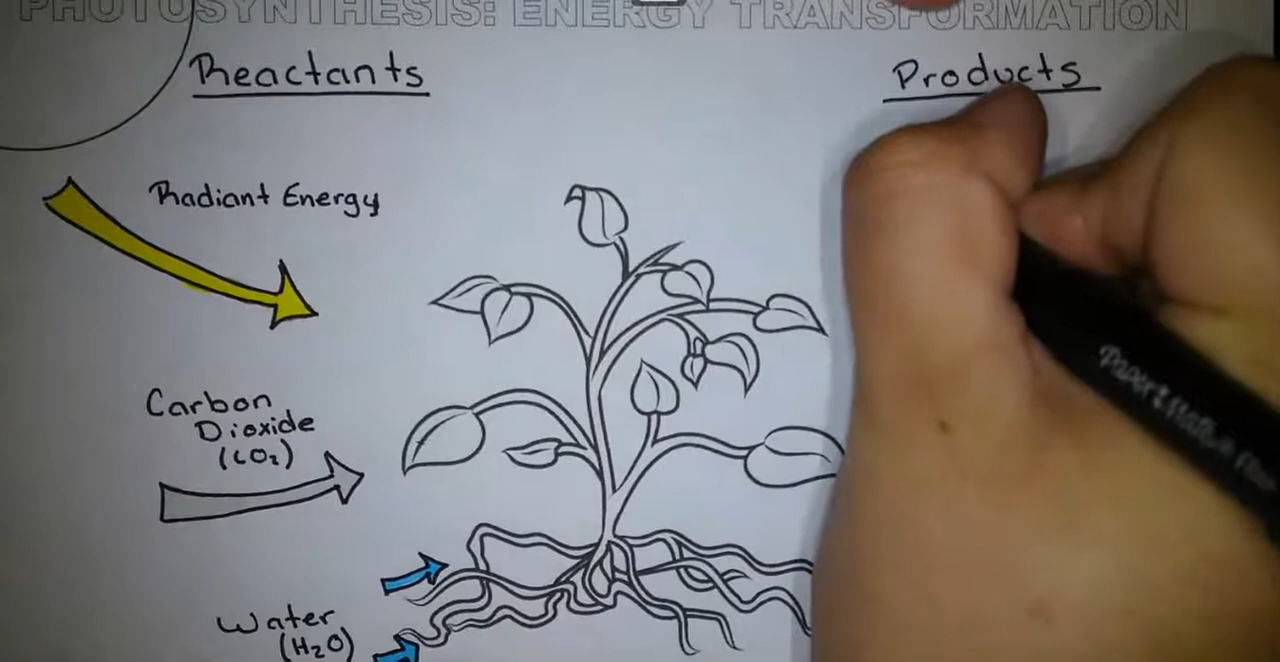 PHOTOSYNTHESIS: ENERGY TRANSFORMATION
Reactants
Products
Radiant Energy
Carbon
Dioxide
(CO₂)
Water
(H₂O)